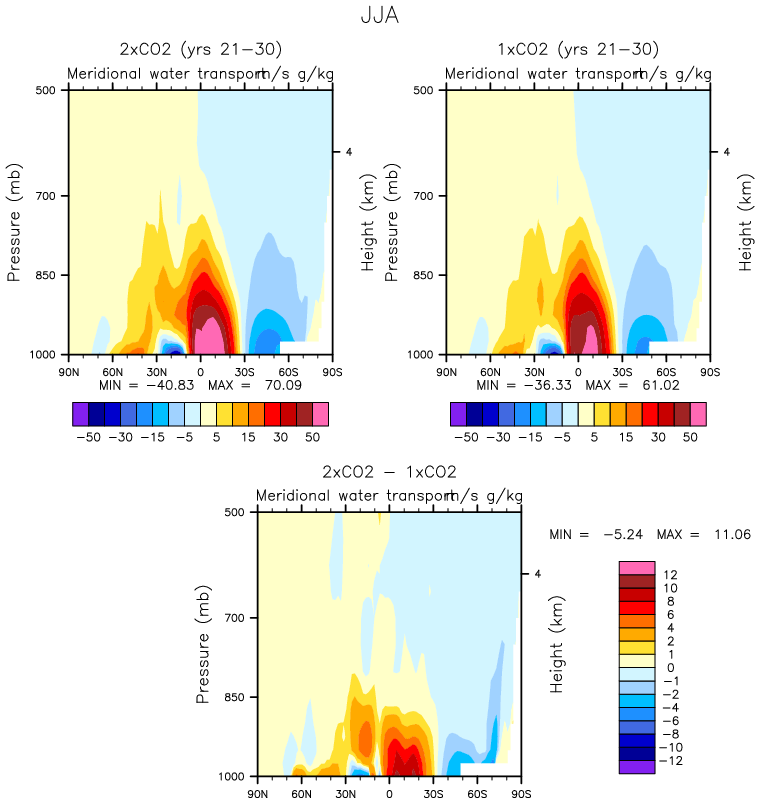 JJA
2xCO2 (yrs 21-30)
Meridional water transport m/s g/kg
500
700
850
1000
Pressure (mb)
4
Height (km)
90N 60N 30N 0 30S 60S 90S
MIN = -40.83 MAX = 70.09
-50 -30 -15 -5 5 15 30 50
1xCO2 (yrs 21-30)
Meridional water transport m/s g/kg
500
700
850
1000
Pressure (mb)
4
Height (km)
90N 60N 30N 0 30S 60S 90S
MIN = -36.33 MAX = 61.02
-50 -30 -15 -5 5 15 30 50
2xCO2 - 1xCO2
Meridional water transport m/s g/kg
500
700
850
1000
Pressure (mb)
4
Height (km)
90N 60N 30N 0 30S 60S 90S
MIN = -5.24 MAX = 11.06
12
10
8
6
4
2
1
0
-1
-2
-4
-6
-8
-10
-12